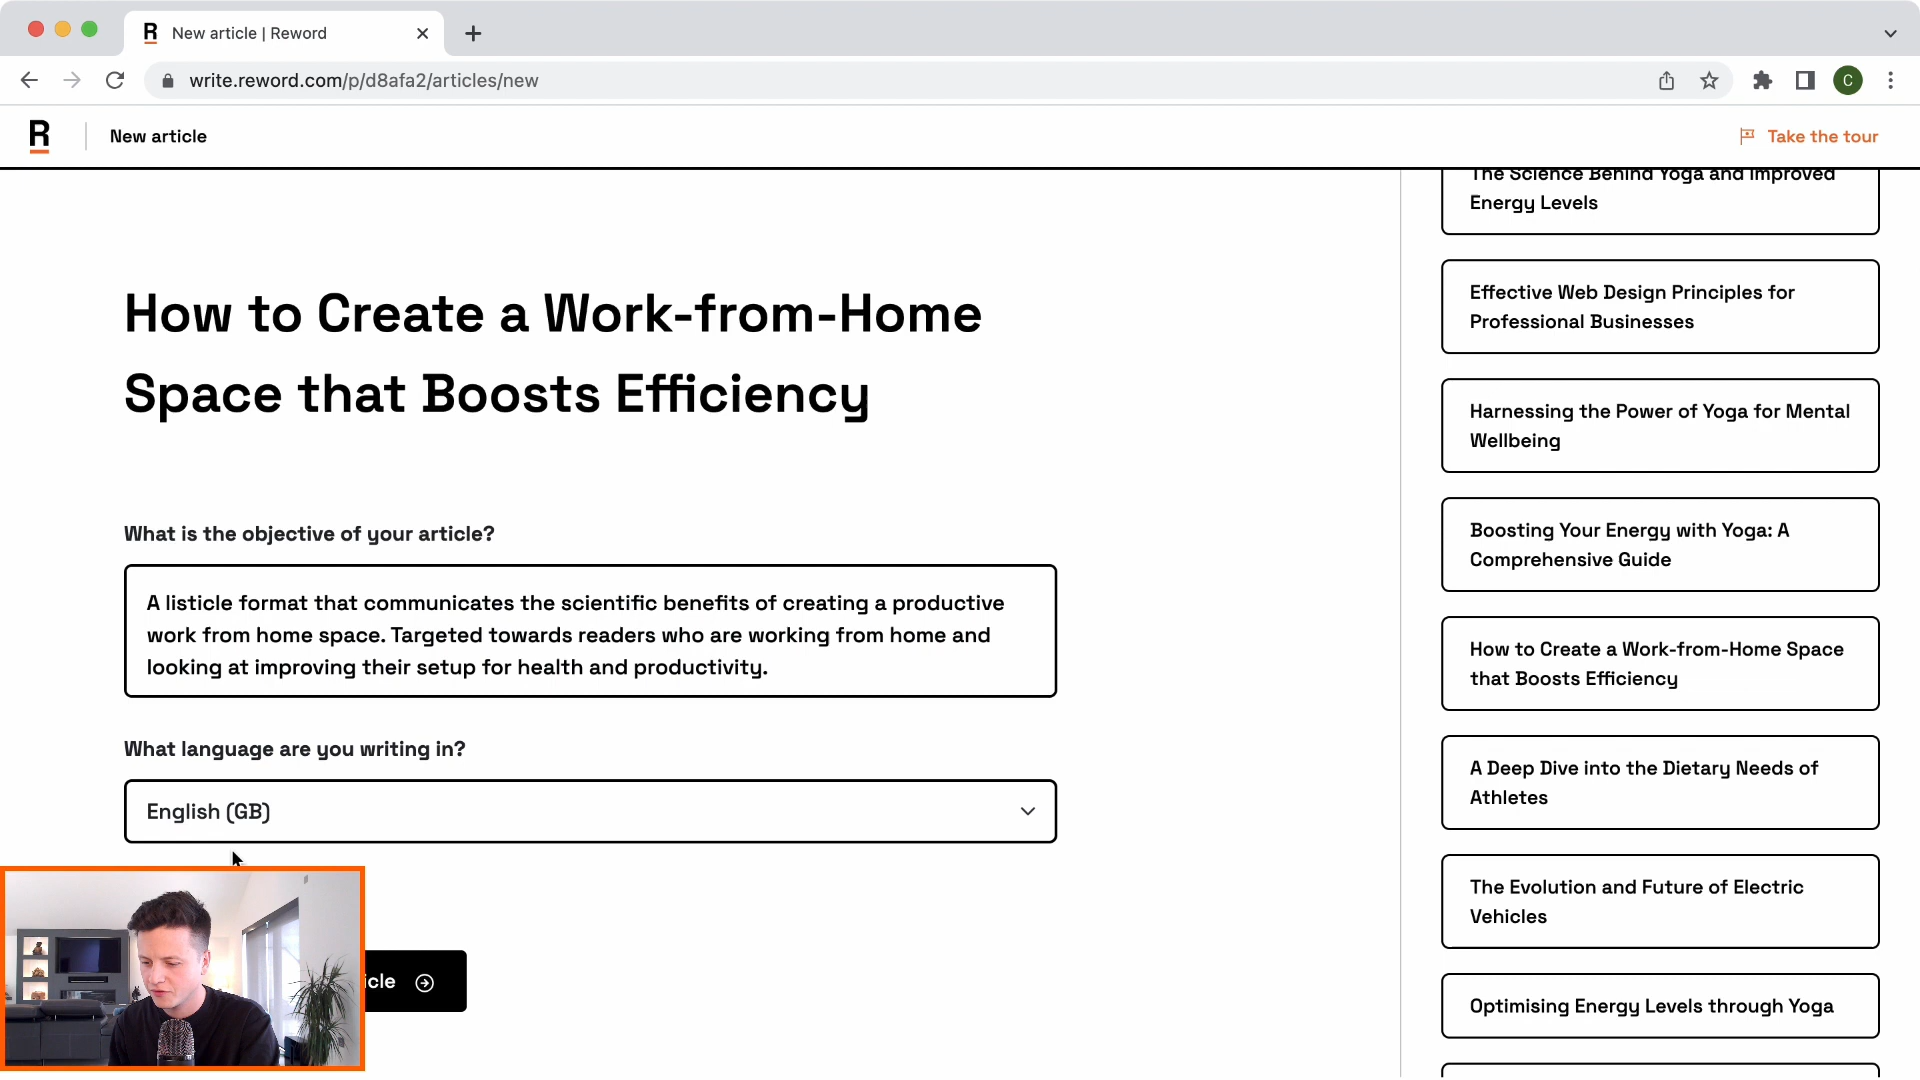 R New article | Reword
write.reword.com/p/d8afa2/articles/new
C
R New article
Take the tour
How to Create a Work-from-Home
Space that Boosts Efficiency
What is the objective of your article?
A listicle format that communicates the scientific benefits of creating a productive
work from home space. Targeted towards readers who are working from home and
looking at improving their setup for health and productivity.
What language are you writing in?
English (GB)
icle
The Science Behind Yoga and Improved
Energy Levels
Effective Web Design Principles for
Professional Businesses
Harnessing the Power of Yoga for Mental
Wellbeing
Boosting Your Energy with Yoga: A
Comprehensive Guide
How to Create a Work-from-Home Space
that Boosts Efficiency
A Deep Dive into the Dietary Needs of
Athletes
The Evolution and Future of Electric
Vehicles
Optimising Energy Levels through Yoga